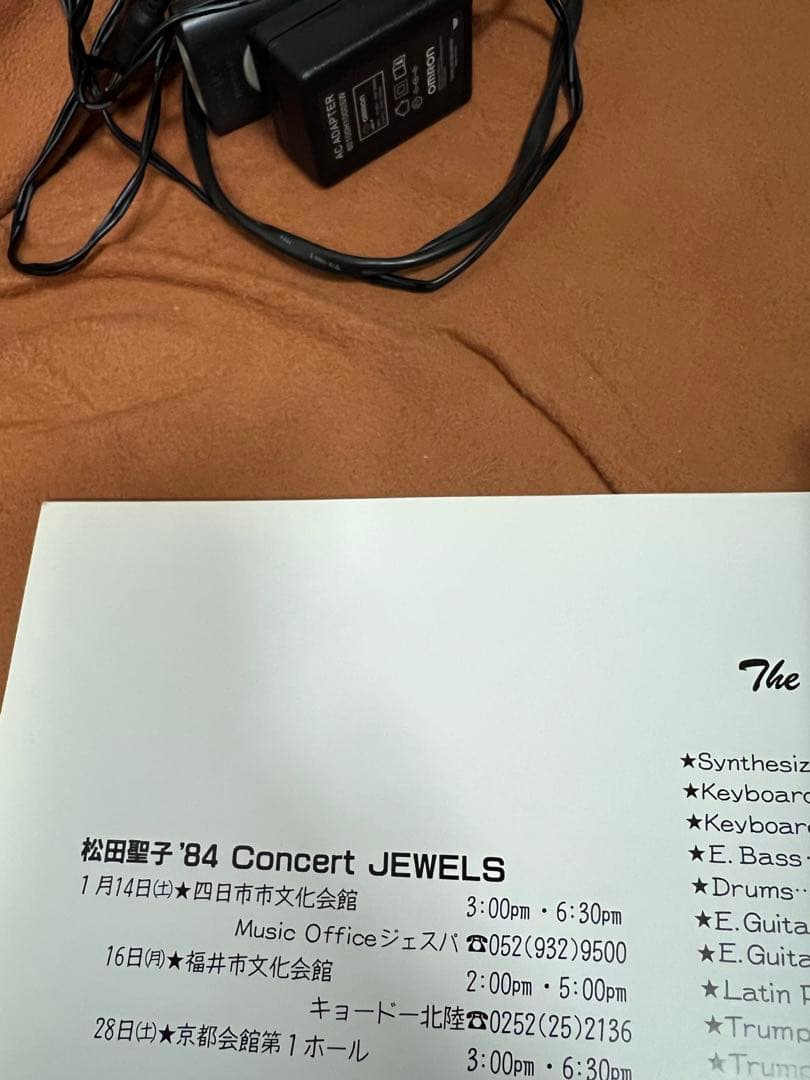 AC ADAPTER
OMRON
OMRON
The
★Synthesiz
★Keyboard
★Keyboar
★E. Bass
★Drums
★E. Guita
★E. Guita
★Latin P
★Trump
★Trump
松田聖子 '84 Concert JEWELS
1月14日(土)★四日市市文化会館 3:00pm・6:30pm
Music Officeジェスパ ☎052(932)9500
16日(月)★福井市文化会館 2:00pm・5:00pm
キョードー北陸☎0252(25)2136
28日(土)★京都会館第1ホール 3:00pm・6:30pm